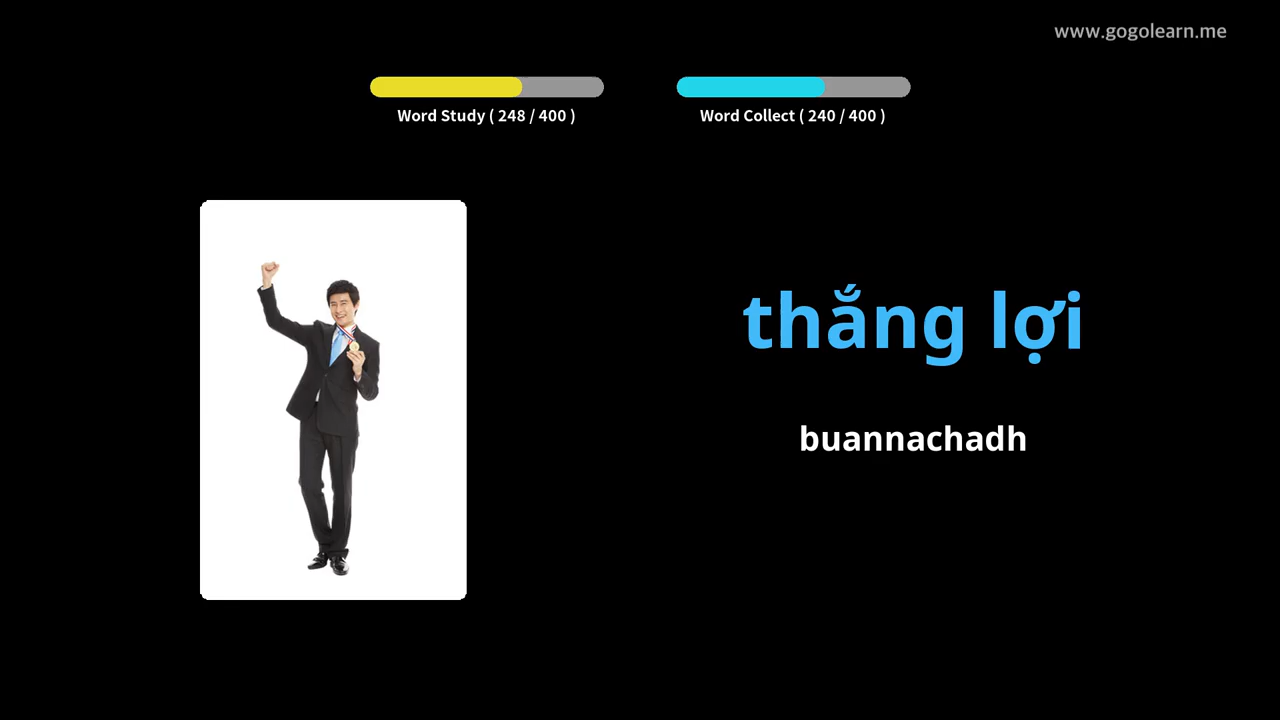 www.gogolearn.me
Word Study ( 248 / 400 )
Word Collect ( 240 / 400 )
thắng lợi
buannachadh